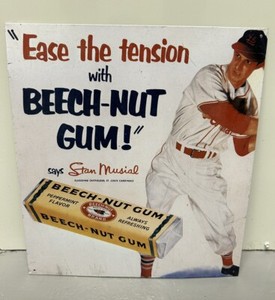 "Ease the tension
with
BEECH-NUT
GUM!"
says Stan Musial
BEECH-NUT GUM
PEPPERMINT
FLAVOR
ALWAYS
REFRESHING
BEECH-NUT GUM